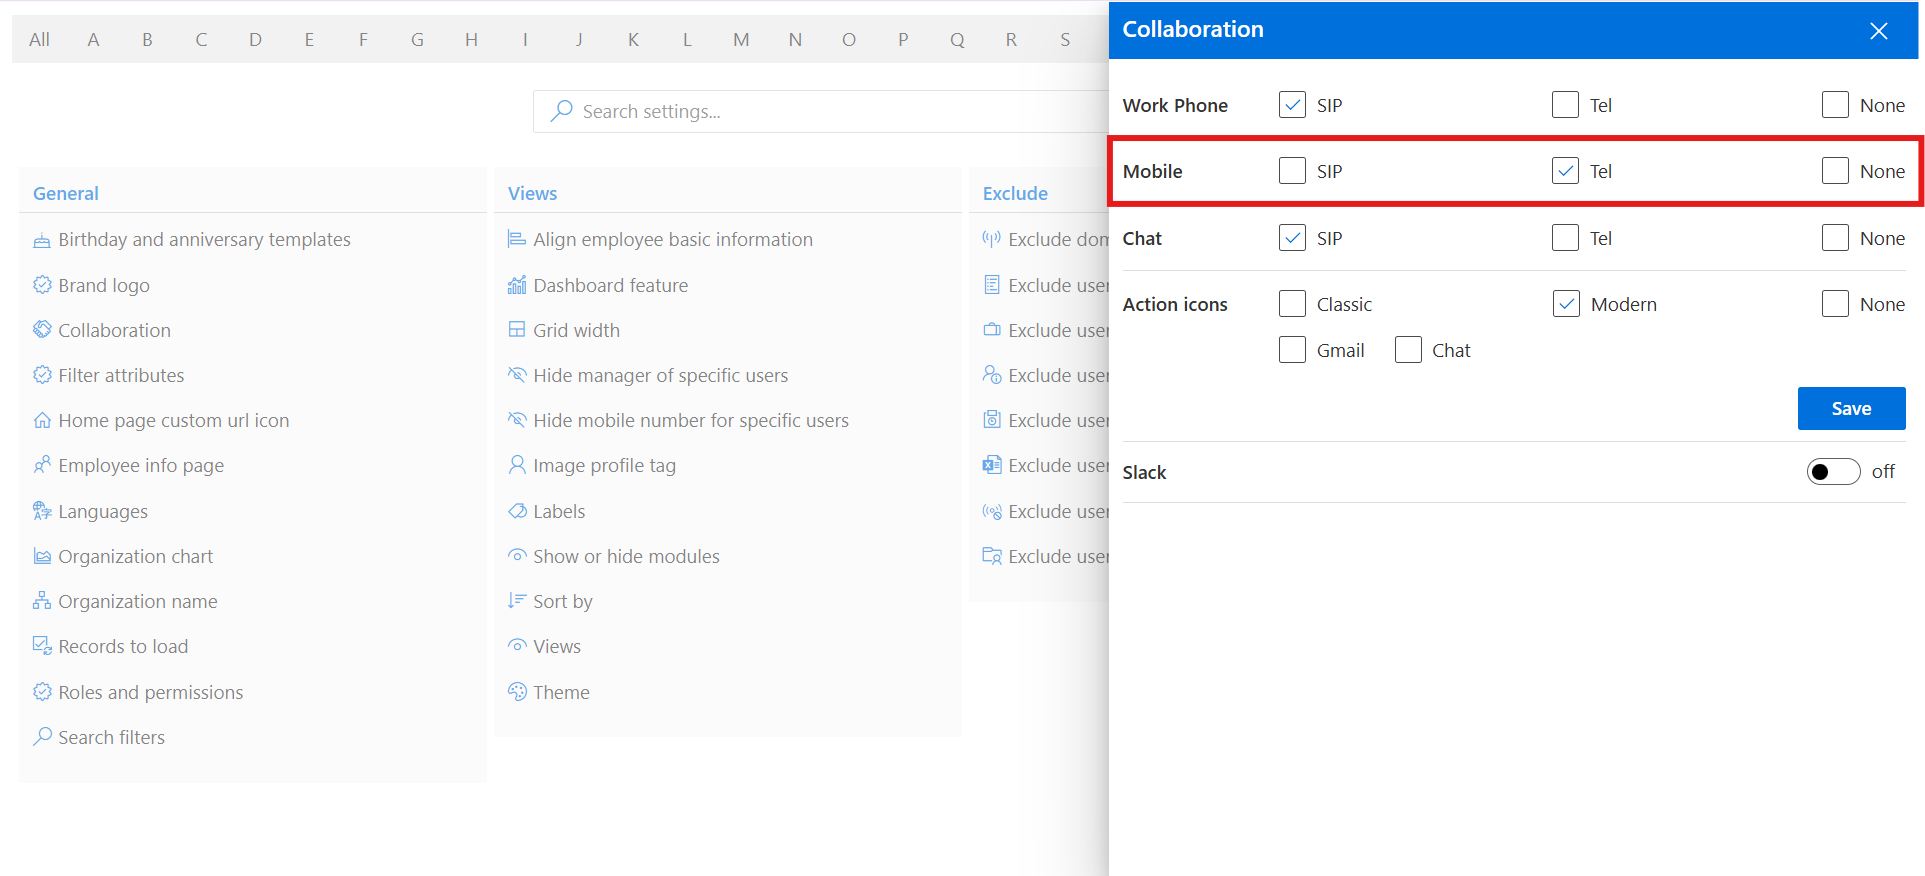 All A B C D E F G H I J K L M N O P Q R S
Search settings...
General
Birthday and anniversary templates
Brand logo
Collaboration
Filter attributes
Home page custom url icon
Employee info page
Languages
Organization chart
Organization name
Records to load
Roles and permissions
Search filters
Views
Align employee basic information
Dashboard feature
Grid width
Hide manager of specific users
Hide mobile number for specific users
Image profile tag
Labels
Show or hide modules
Sort by
Views
Theme
Exclude
Exclude dom
Exclude user
Exclude user
Exclude user
Exclude user
Exclude user
Exclude user
Exclude user
Collaboration
Work Phone SIP Tel None
Mobile SIP Tel None
Chat SIP Tel None
Action icons Classic Modern None
Gmail Chat
Save
Slack off